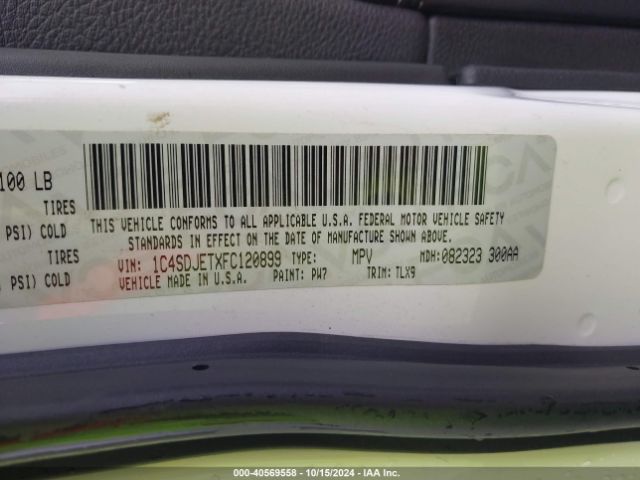 100 LB
TIRES
PSI) COLD
TIRES
PSI) COLD
THIS VEHICLE CONFORMS TO ALL APPLICABLE U.S.A. FEDERAL MOTOR VEHICLE SAFETY
STANDARDS IN EFFECT ON THE DATE OF MANUFACTURE SHOWN ABOVE.
VIN: 1C4SDJETXFC120899 TYPE: MPV MDH: 082323 300AA
VEHICLE MADE IN U.S.A. PAINT: PW7 TRIM: TLX9
000-40569558 - 10/15/2024 - IAA Inc.